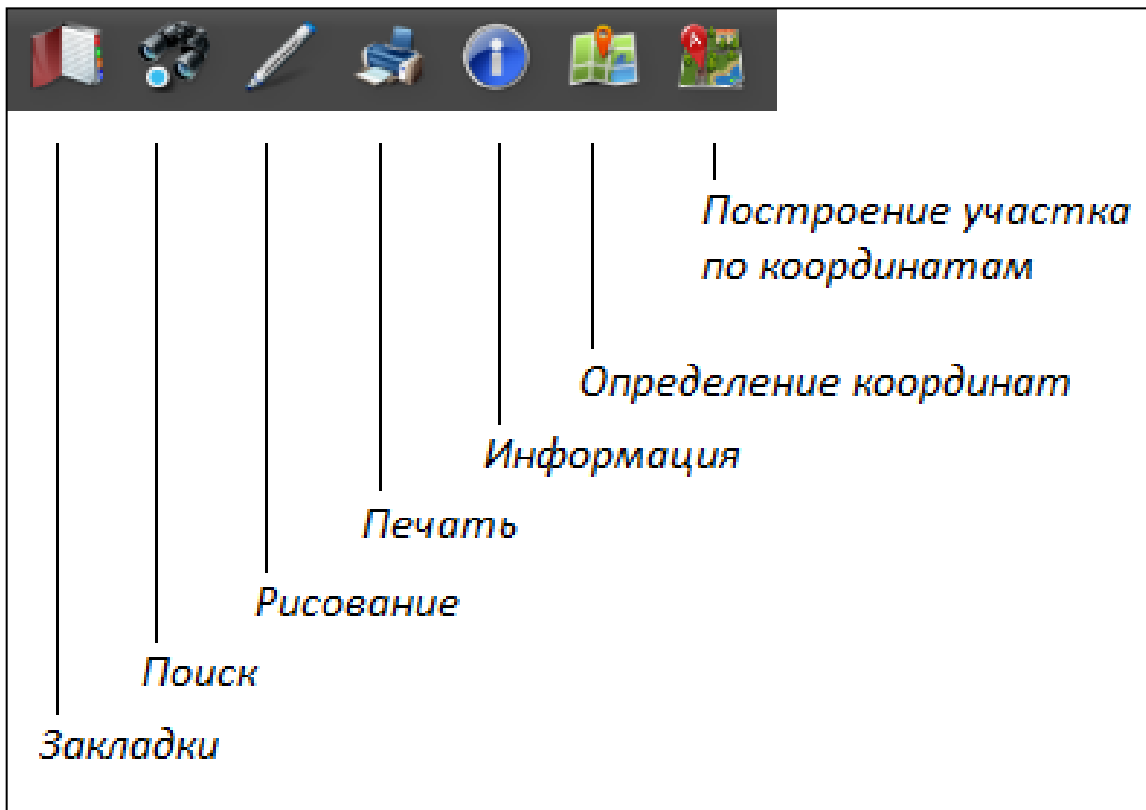 Построение участка
по координатам
Определение координат
Информация
Печать
Рисование
Поиск
Закладки